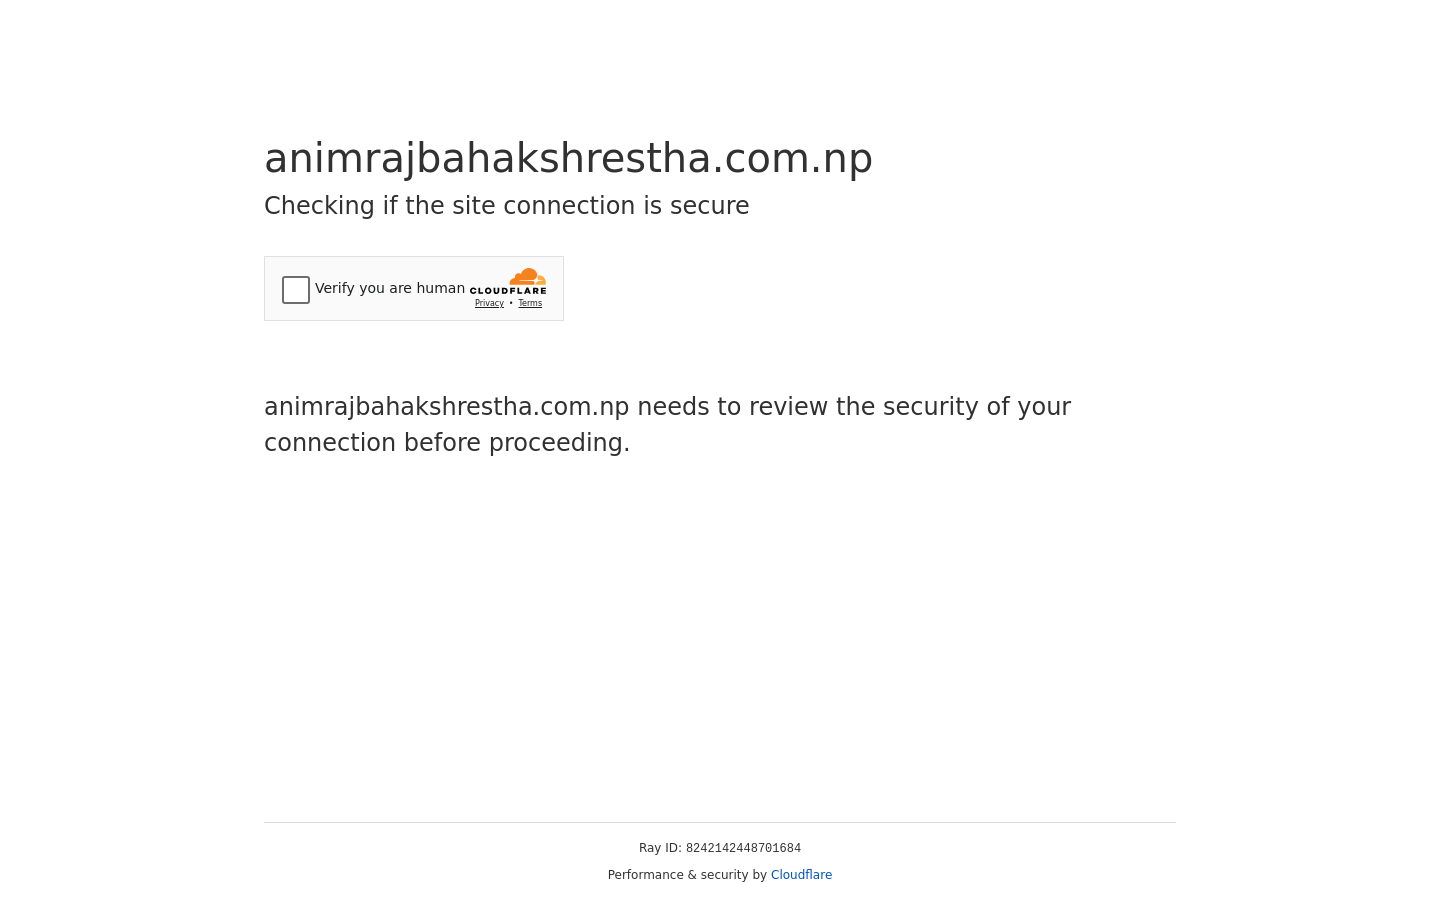 animrajbahakshrestha.com.np
Checking if the site connection is secure
Verify you are human
CLOUDFLARE
Privacy • Terms
animrajbahakshrestha.com.np needs to review the security of your
connection before proceeding.
Ray ID: 8242142448701684
Performance & security by Cloudflare